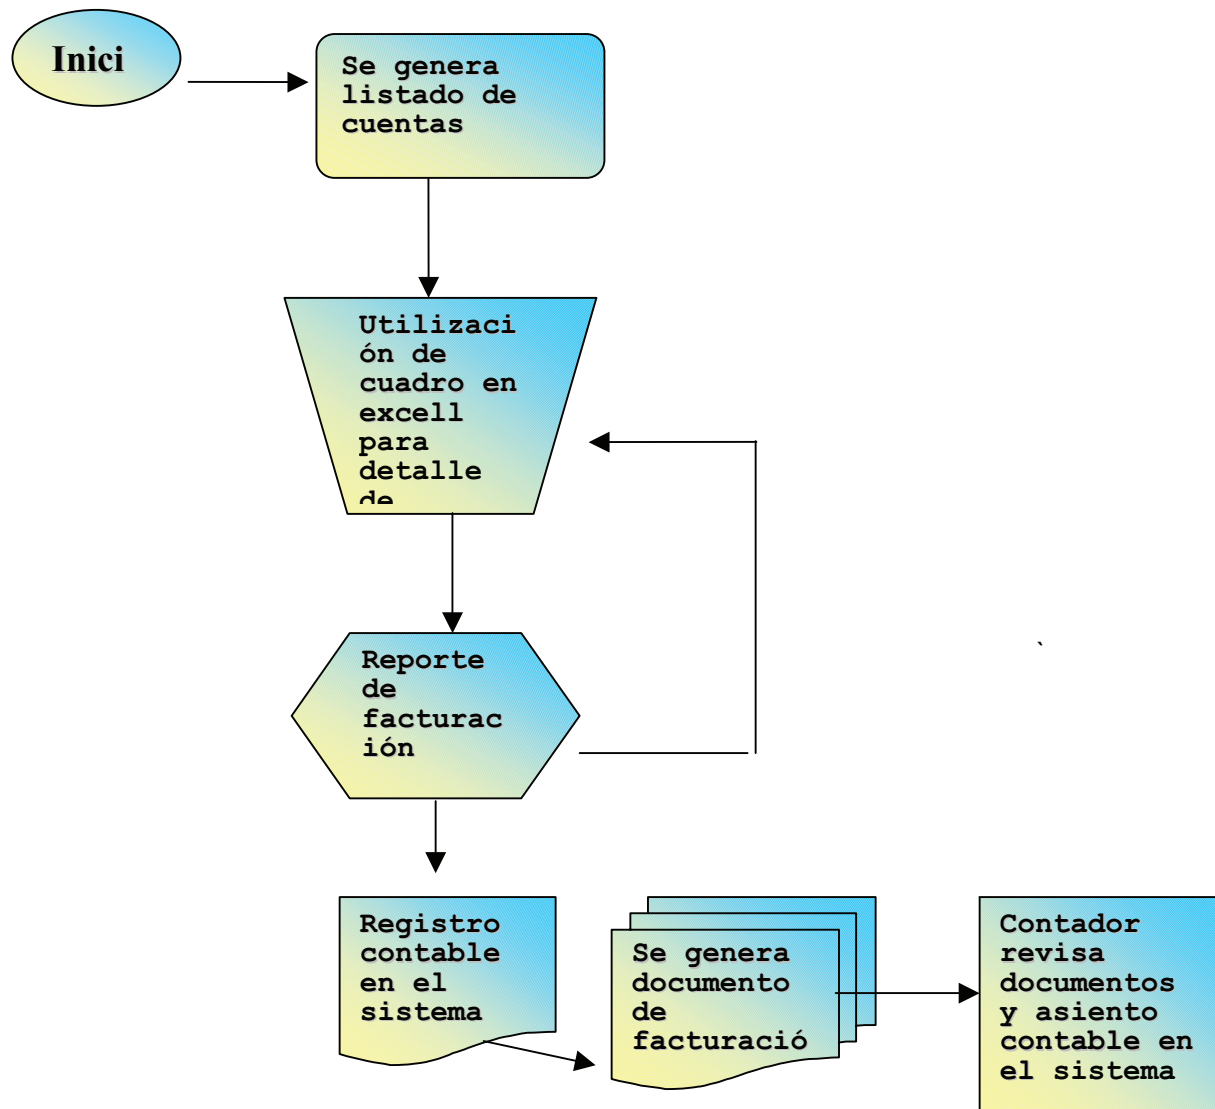 Inici
Se genera
listado de
cuentas
Utilizaci
ón de
cuadro en
excell
para
detalle
de
Reporte
de
facturac
ión
`
Registro
contable
en el
sistema
Se genera
documento
de
facturació
Contador
revisa
documentos
y asiento
contable en
el sistema